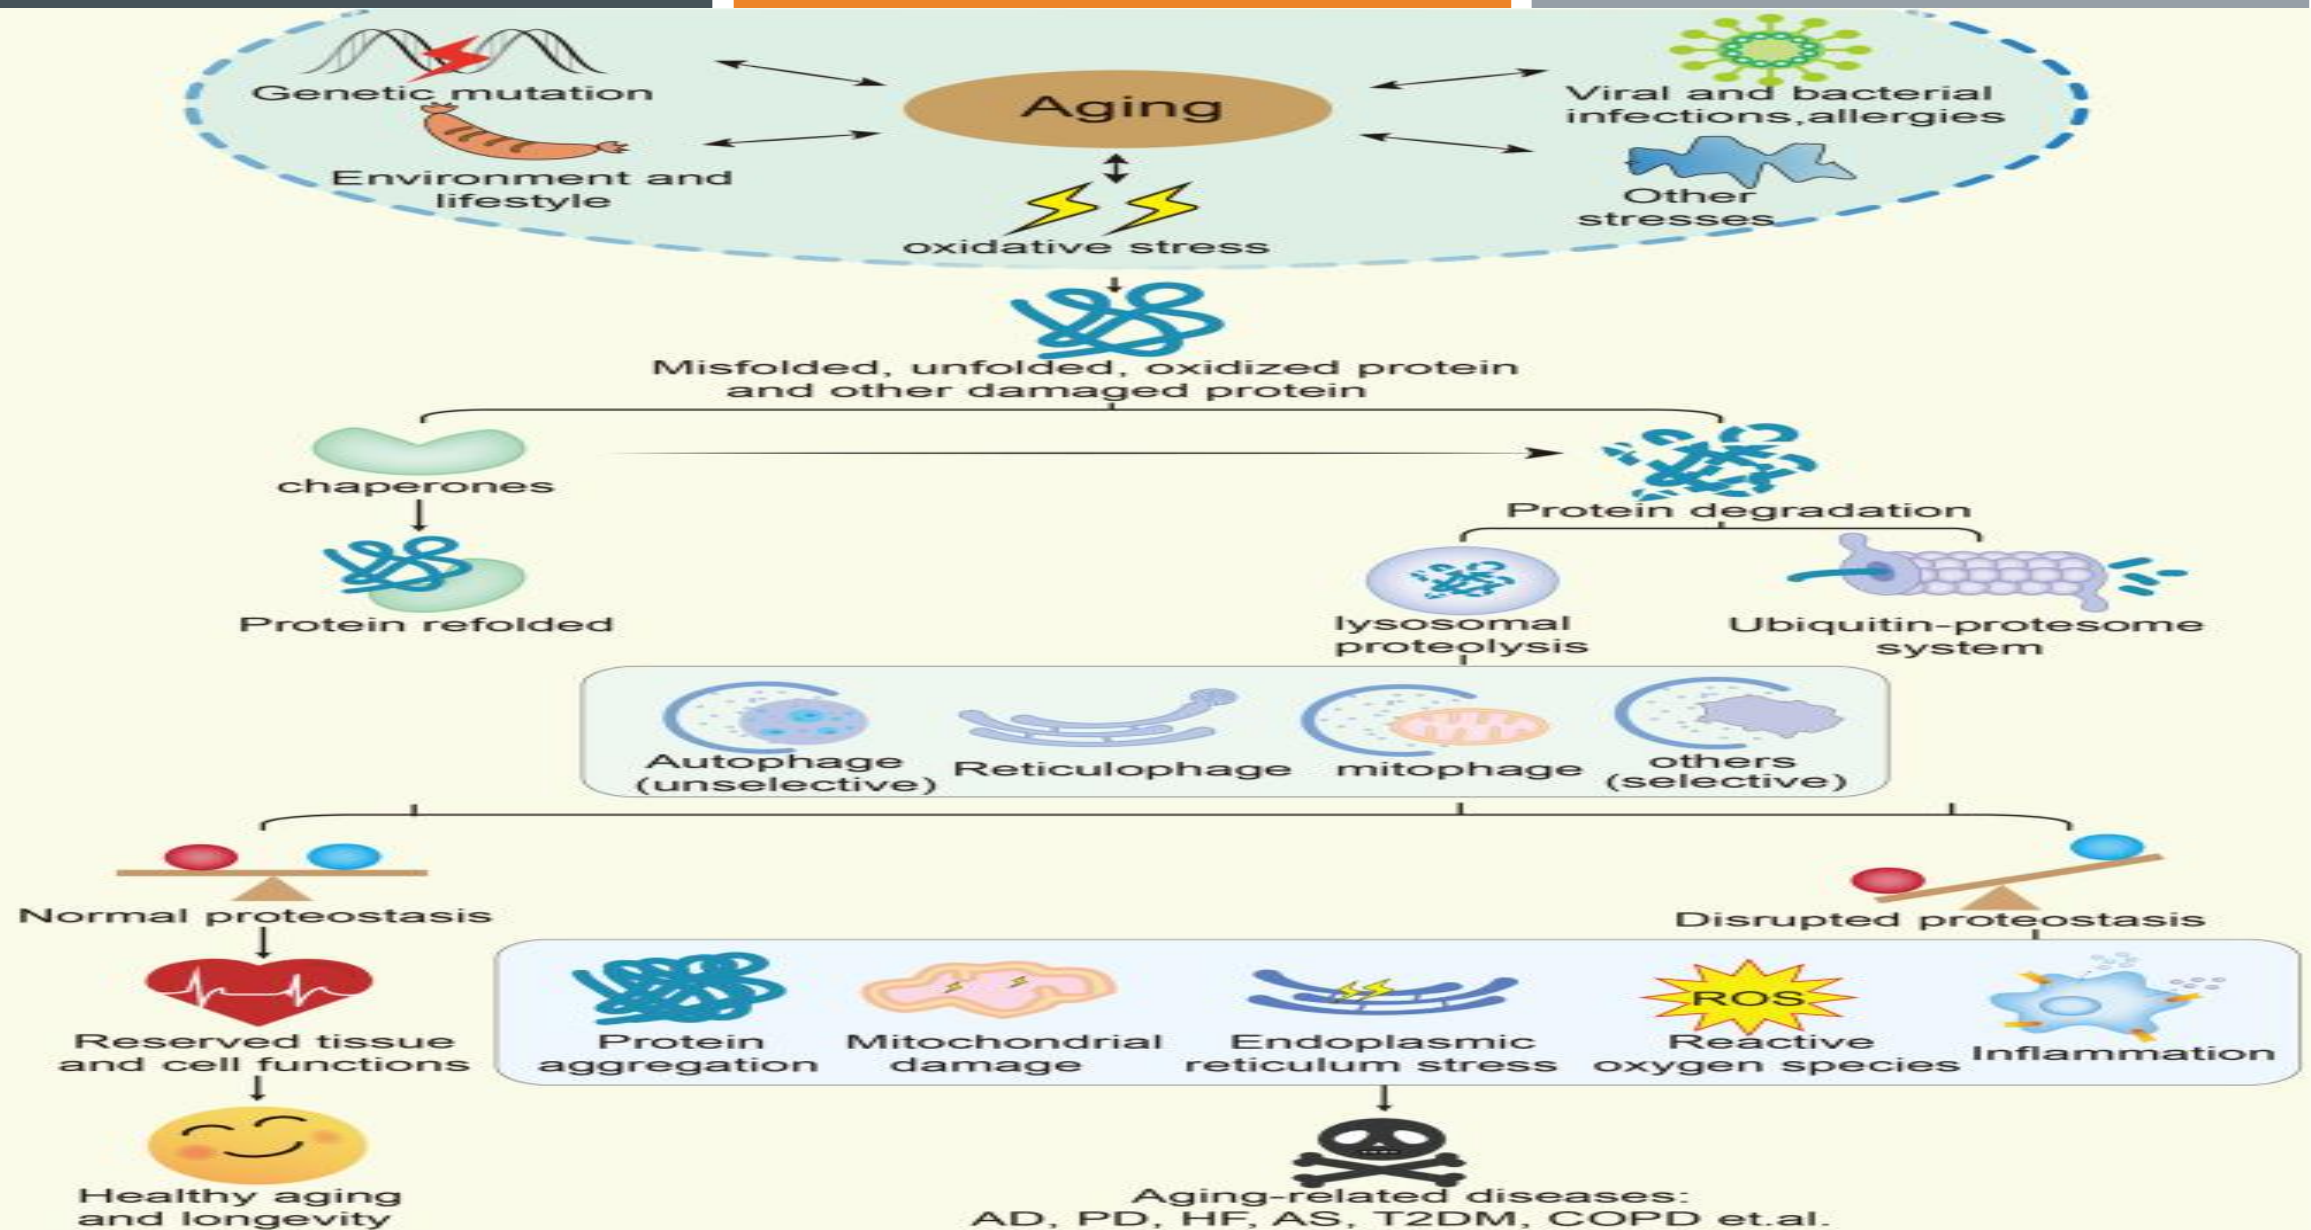 Genetic mutation
Environment and
lifestyle
Aging
oxidative stress
Viral and bacterial
infections,allergies
Other
stresses
Misfolded, unfolded, oxidized protein
and other damaged protein
chaperones
Protein degradation
Protein refolded
lysosomal
proteolysis
Ubiquitin-protesome
system
Autophage
(unselective)
Reticulophage
mitophage
others
(selective)
Normal proteostasis
Disrupted proteostasis
Reserved tissue
and cell functions
Protein
aggregation
Mitochondrial
damage
Endoplasmic
reticulum stress
ROS
Reactive
oxygen species
Inflammation
Healthy aging
and longevity
Aging-related diseases:
AD, PD, HF, AS, T2DM, COPD et.al.